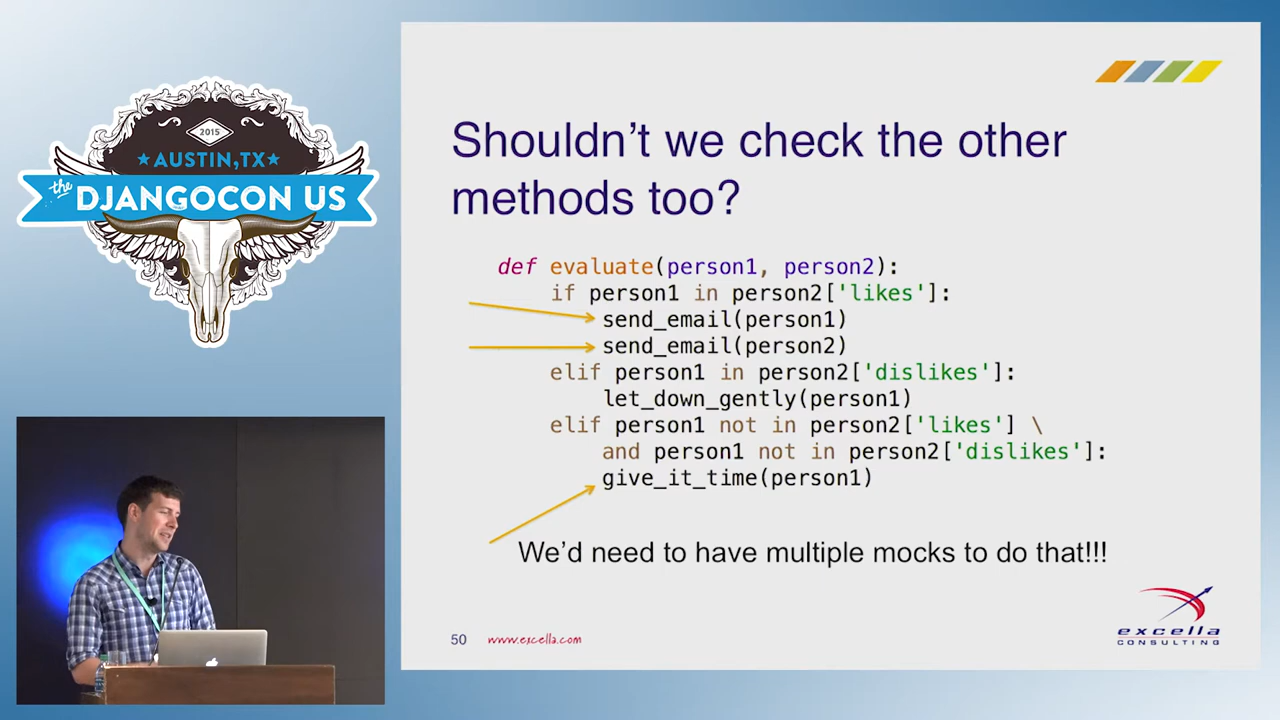 2015
AUSTIN, TX
the
DJANGOCON US
Shouldn't we check the other
methods too?
def evaluate(person1, person2):
if person1 in person2['likes']:
send_email(person1)
send_email(person2)
elif person1 in person2['dislikes']:
let_down_gently(person1)
elif person1 not in person2['likes'] \
and person1 not in person2['dislikes']:
give_it_time(person1)
We'd need to have multiple mocks to do that!!!
50 www.excella.com
excella
CONSULTING